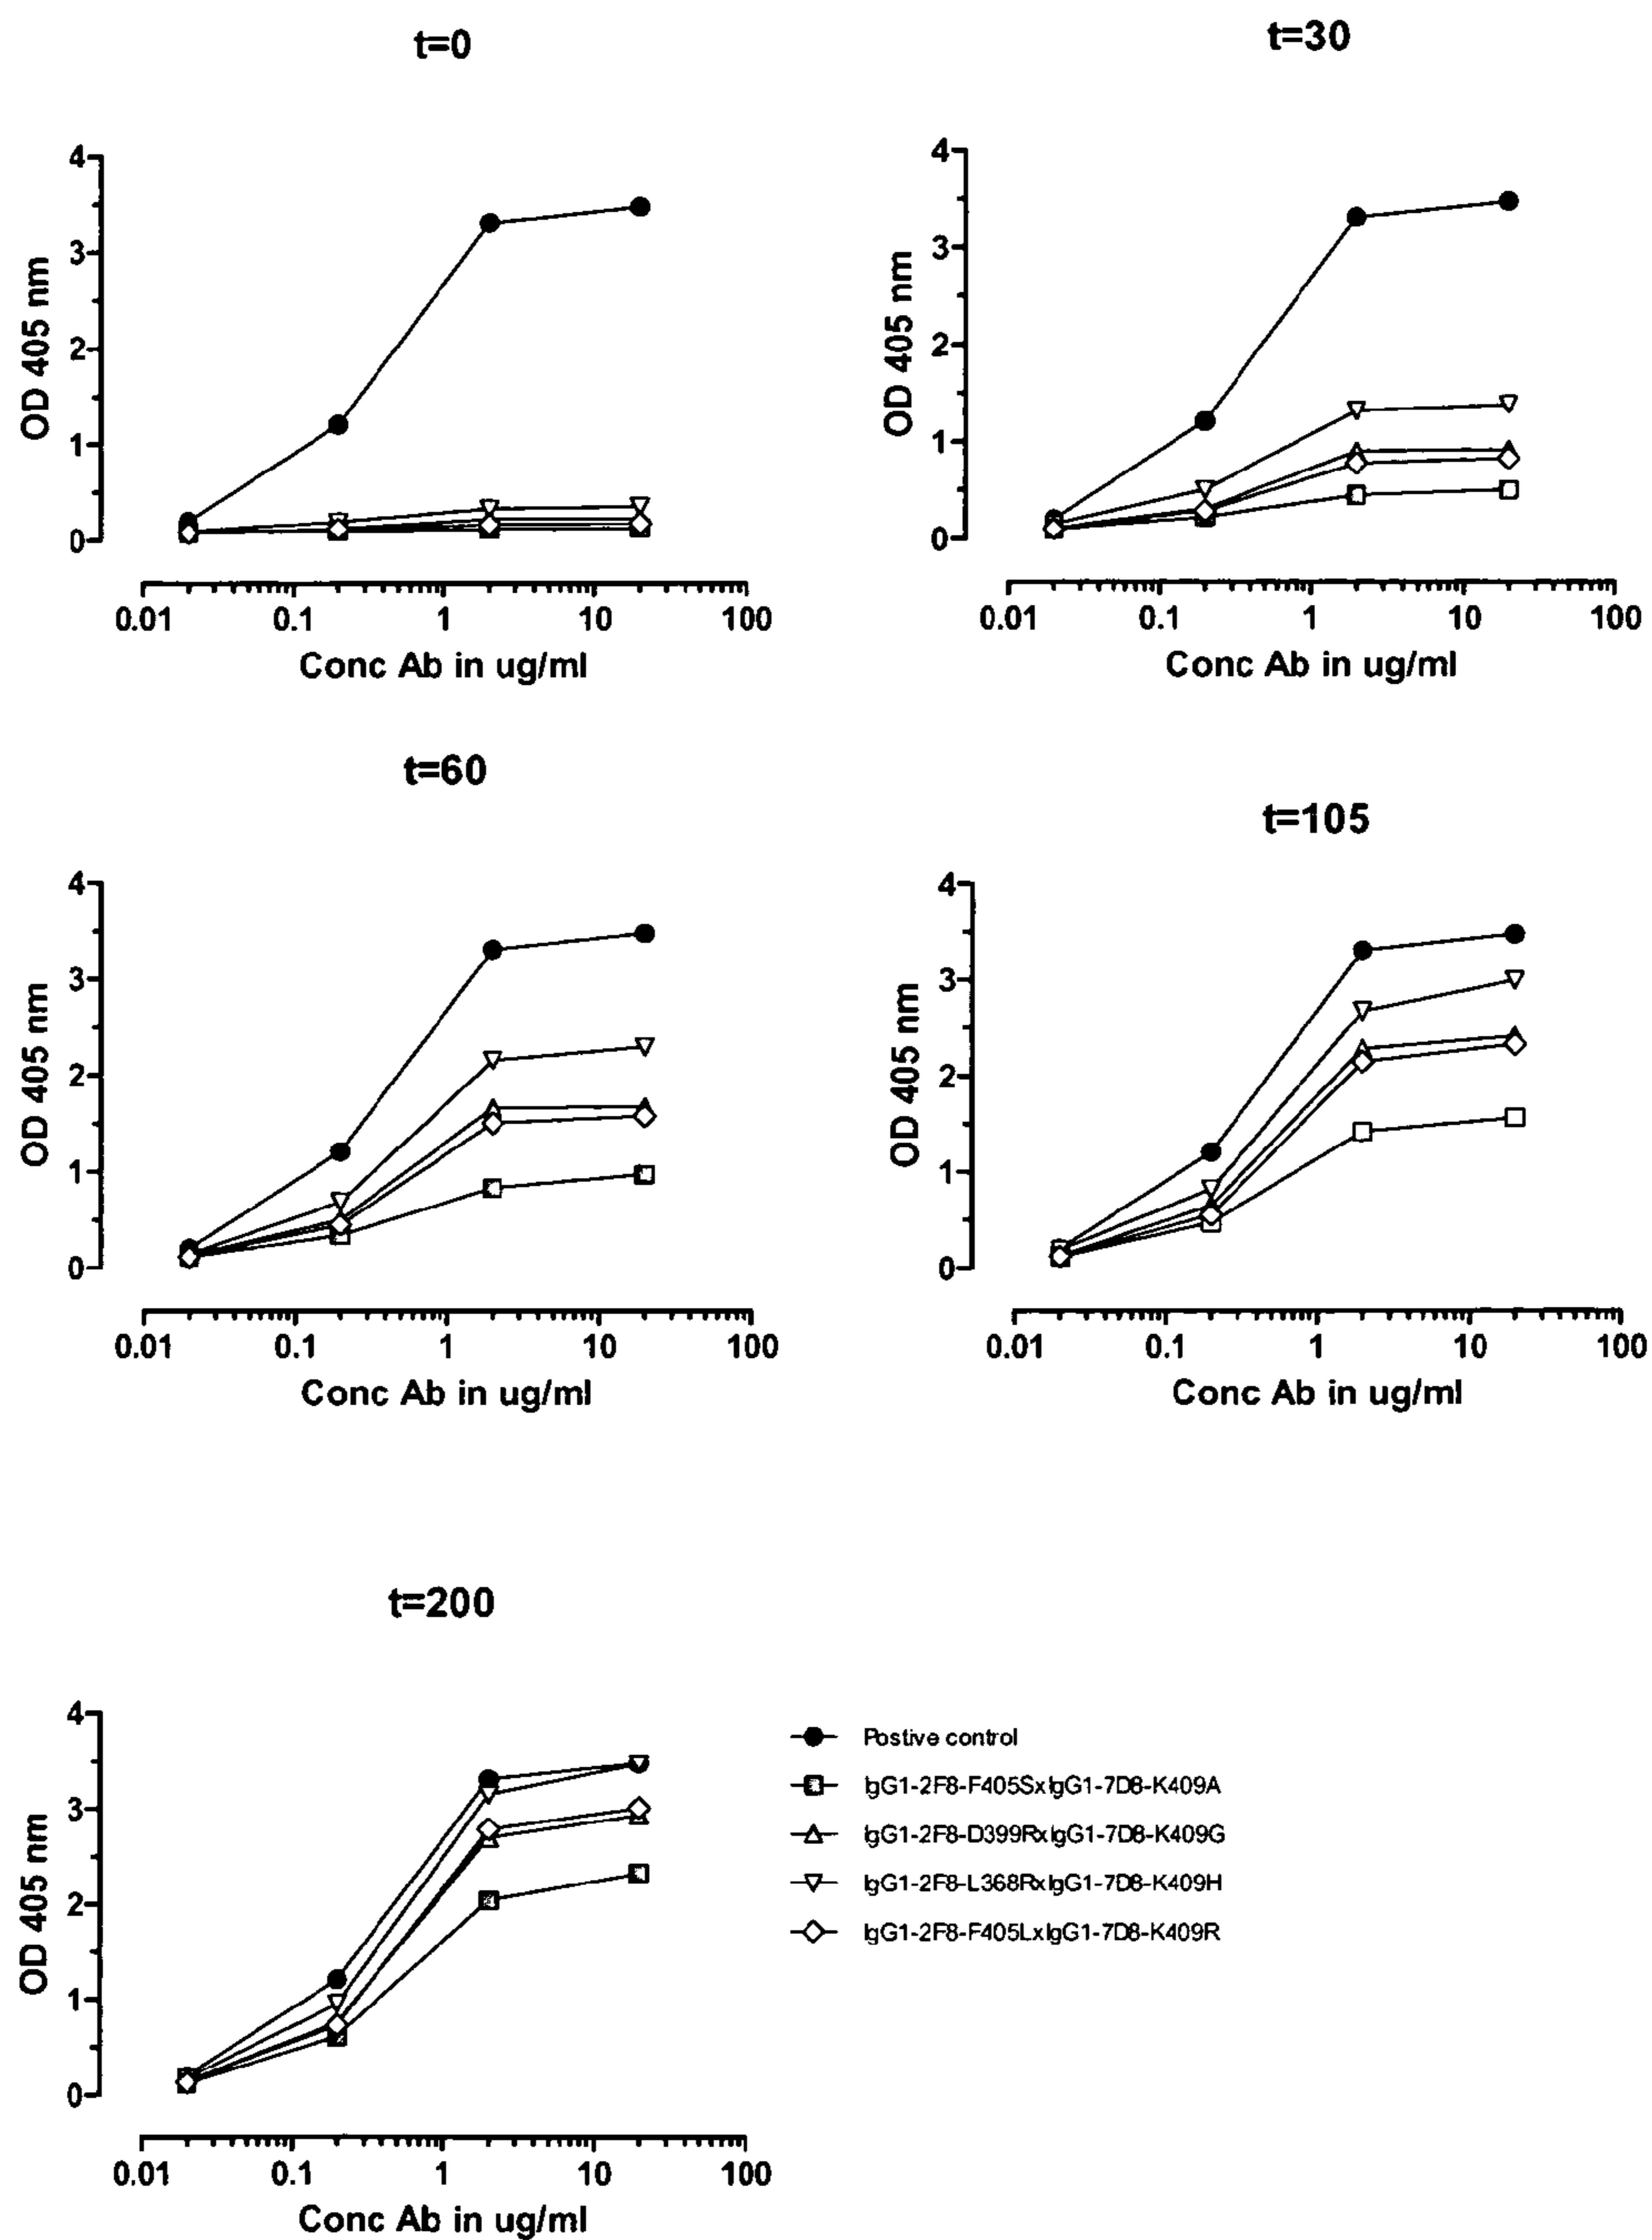 t=0
4
3
2
1
0
OD 405 nm
0.01 0.1 1 10 100
Conc Ab in ug/ml
t=30
4
3
2
1
0
OD 405 nm
0.01 0.1 1 10 100
Conc Ab in ug/ml
t=60
4
3
2
1
0
OD 405 nm
0.01 0.1 1 10 100
Conc Ab in ug/ml
t=105
4
3
2
1
0
OD 405 nm
0.01 0.1 1 10 100
Conc Ab in ug/ml
t=200
4
3
2
1
0
OD 405 nm
0.01 0.1 1 10 100
Conc Ab in ug/ml
Postive control
IgG1-2F8-F405SxIgG1-7D8-K409A
IgG1-2F8-D399RxIgG1-7D8-K409G
IgG1-2F8-L368RxIgG1-7D8-K409H
IgG1-2F8-F405LxIgG1-7D8-K409R